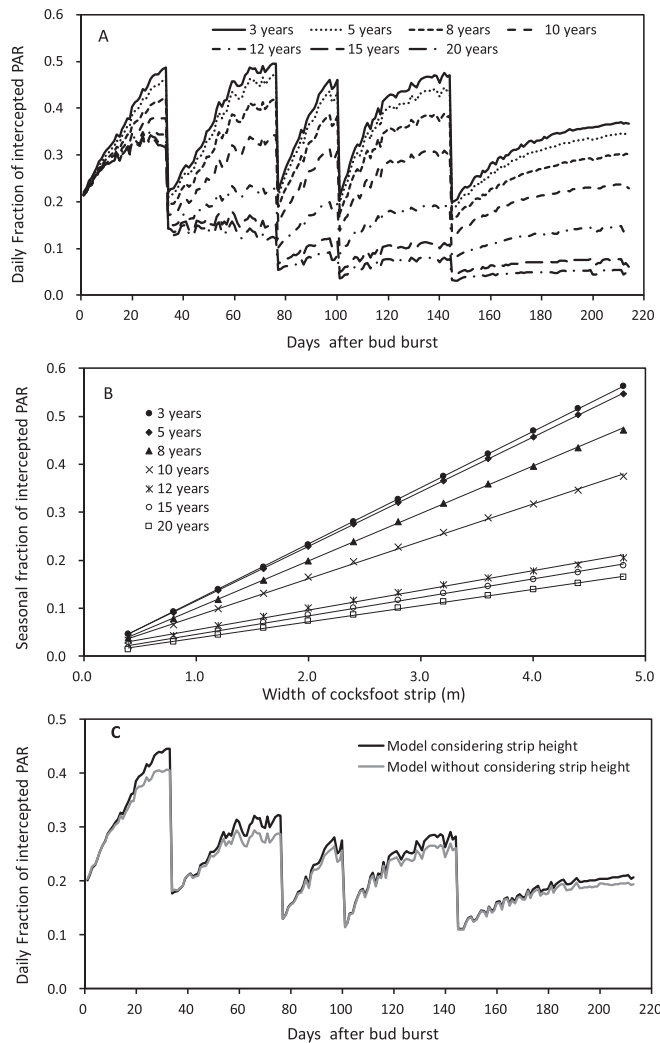 A
3 years 5 years 8 years 10 years
12 years 15 years 20 years
Daily Fraction of intercepted PAR
0.6
0.5
0.4
0.3
0.2
0.1
0.0
0 20 40 60 80 100 120 140 160 180 200 220
Days after bud burst
B
3 years
5 years
8 years
10 years
12 years
15 years
20 years
Seasonal fraction of intercepted PAR
0.6
0.5
0.4
0.3
0.2
0.1
0.0
0.0 1.0 2.0 3.0 4.0 5.0
Width of cocksfoot strip (m)
C
Model considering strip height
Model without considering strip height
Daily Fraction of intercepted PAR
0.5
0.4
0.3
0.2
0.1
0.0
0 20 40 60 80 100 120 140 160 180 200 220
Days after bud burst